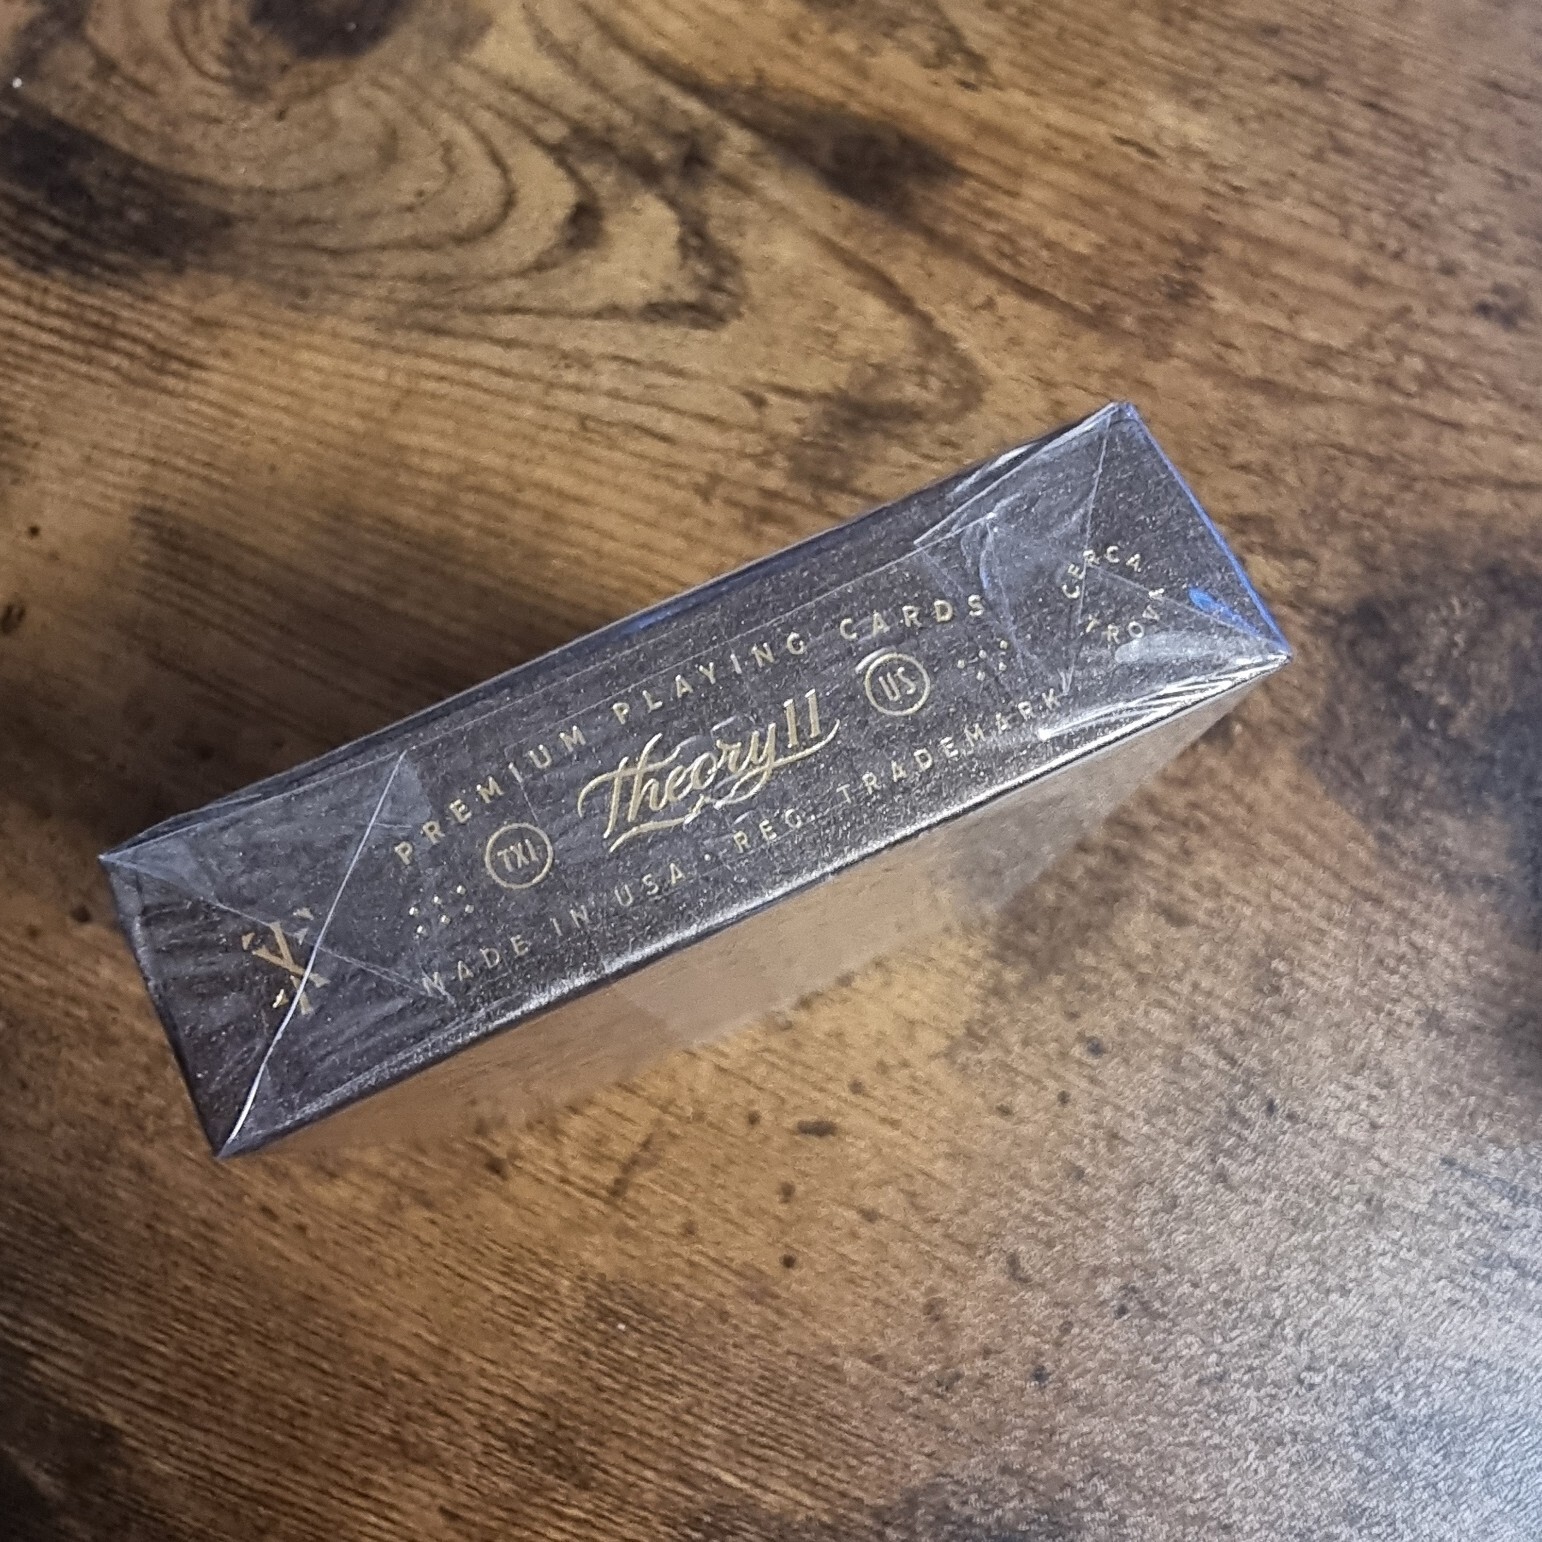 PREMIUM PLAYING CARDS
TXI
Theory11
US
MADE IN USA · REG. TRADEMARK
CERCA
TROVA